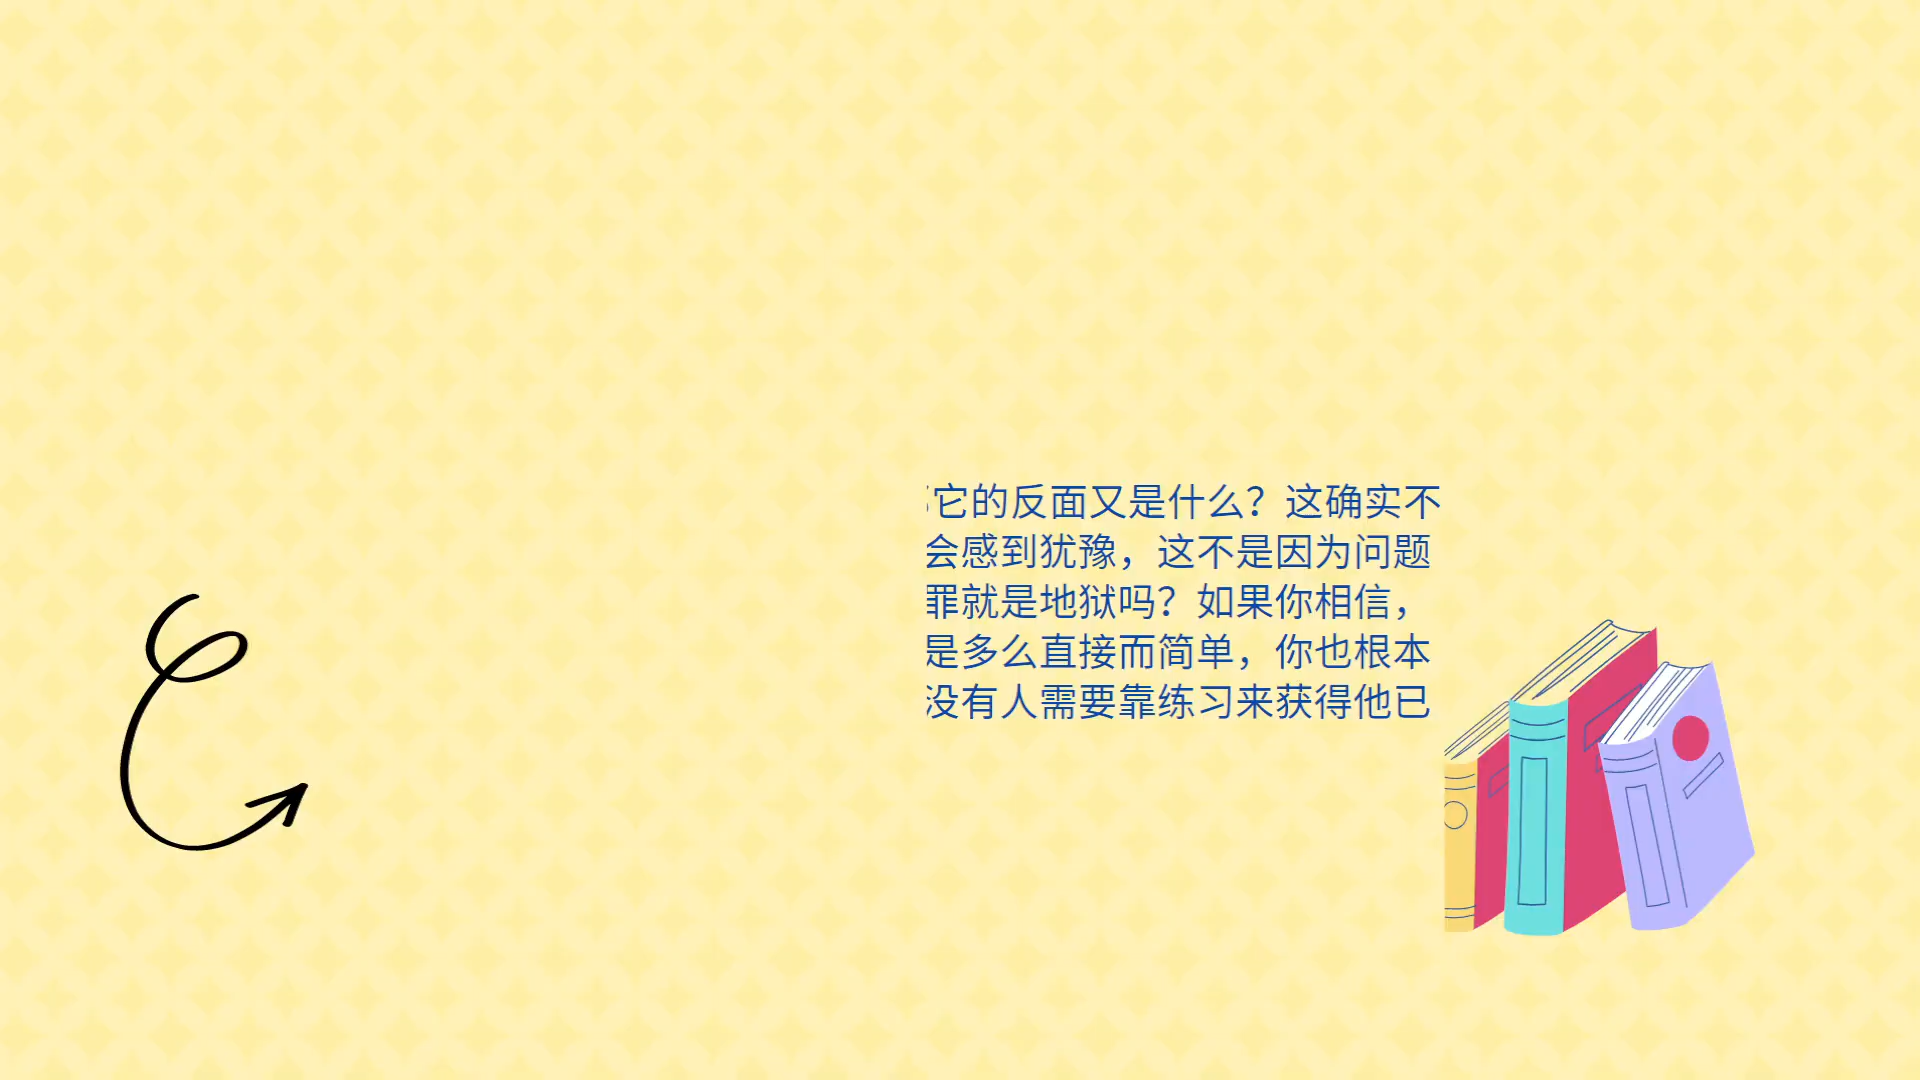 它的反面又是什么？这确实不
会感到犹豫，这不是因为问题
罪就是地狱吗？如果你相信，
是多么直接而简单，你也根本
没有人需要靠练习来获得他已